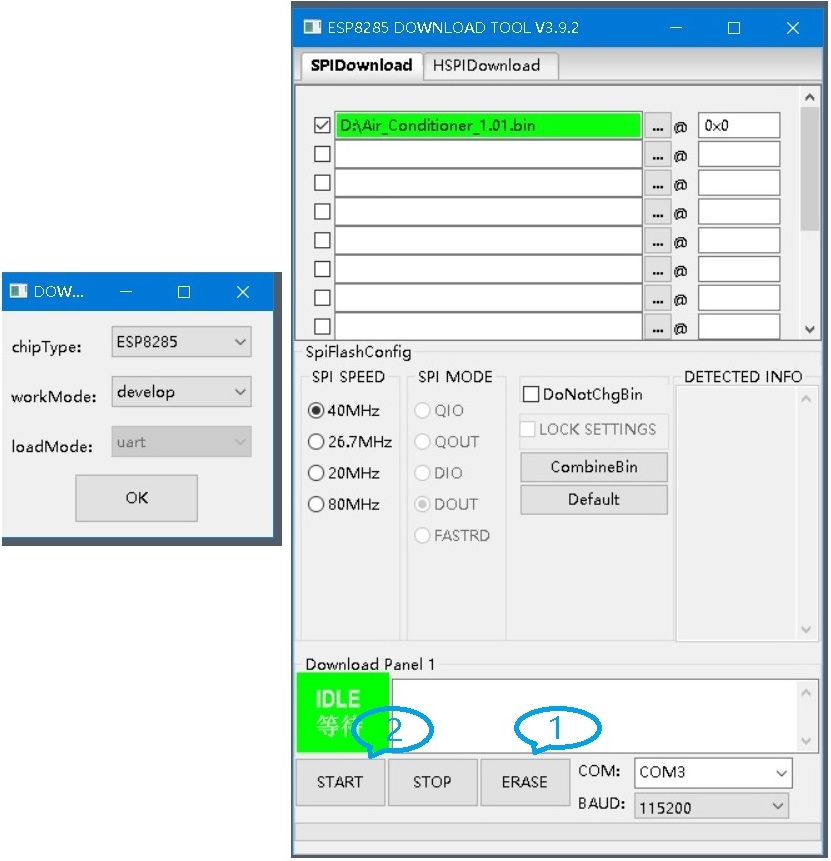 DOW...
chipType:
ESP8285
workMode:
develop
loadMode:
uart
OK
ESP8285 DOWNLOAD TOOL V3.9.2
SPIDownload
HSPIDownload
D:\Air_Conditioner_1.01.bin
...
@
0x0
...
@
...
@
...
@
...
@
...
@
...
@
...
@
SpiFlashConfig
SPI SPEED
40MHz
26.7MHz
20MHz
80MHz
SPI MODE
QIO
QOUT
DIO
DOUT
FASTRD
DoNotChgBin
LOCK SETTINGS
CombineBin
Default
DETECTED INFO
Download Panel 1
IDLE
等待
2
1
START
STOP
ERASE
COM:
COM3
BAUD:
115200